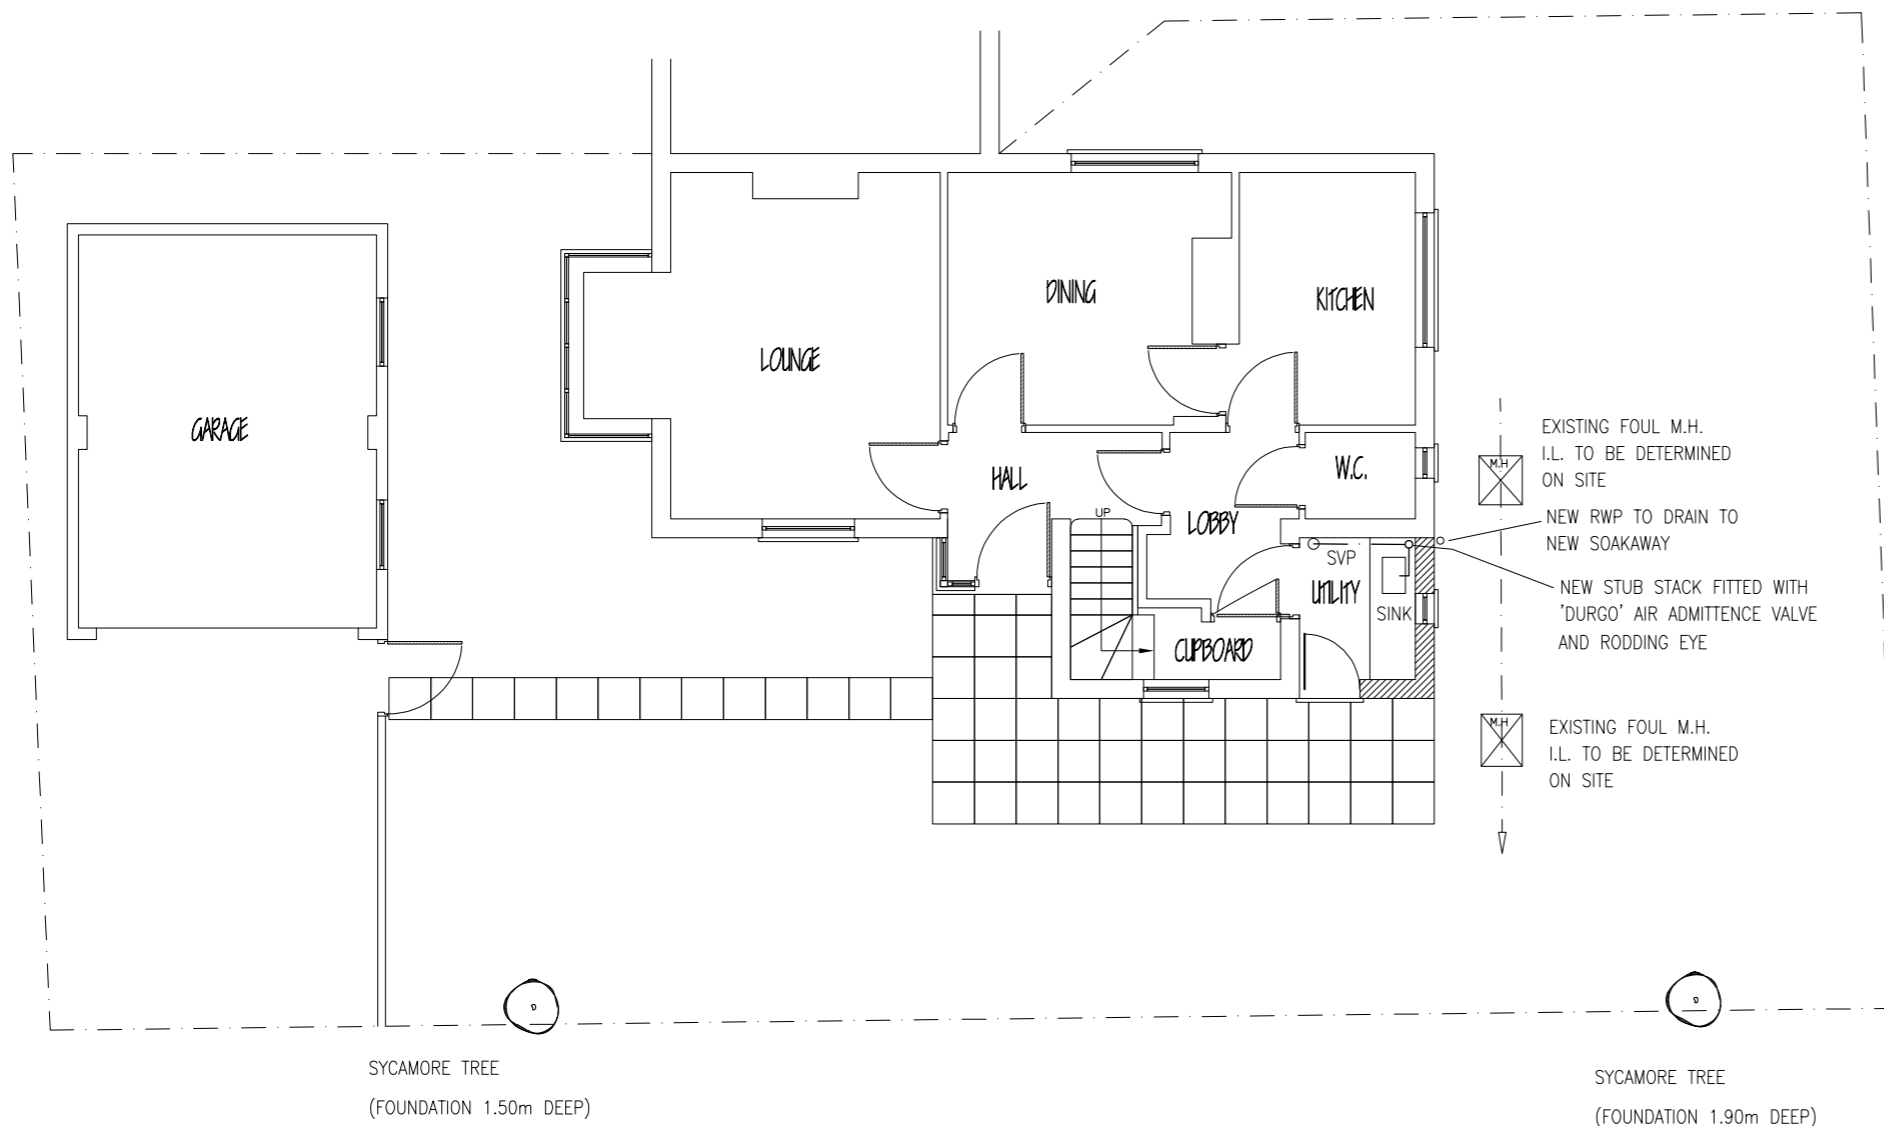 DINING
KITCHEN
LOUNGE
GARAGE
HALL
W.C.
LOBBY
UP
SVP
UTILITY
SINK
CUPBOARD
M.H
EXISTING FOUL M.H.
I.L. TO BE DETERMINED
ON SITE
NEW RWP TO DRAIN TO
NEW SOAKAWAY
NEW STUB STACK FITTED WITH
'DURGO' AIR ADMITTENCE VALVE
AND RODDING EYE
M.H
EXISTING FOUL M.H.
I.L. TO BE DETERMINED
ON SITE
SYCAMORE TREE
(FOUNDATION 1.50m DEEP)
SYCAMORE TREE
(FOUNDATION 1.90m DEEP)